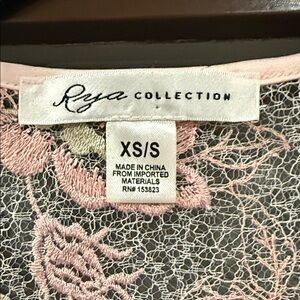 Rya COLLECTION
XS/S
MADE IN CHINA
FROM IMPORTED
MATERIALS
RN# 153823